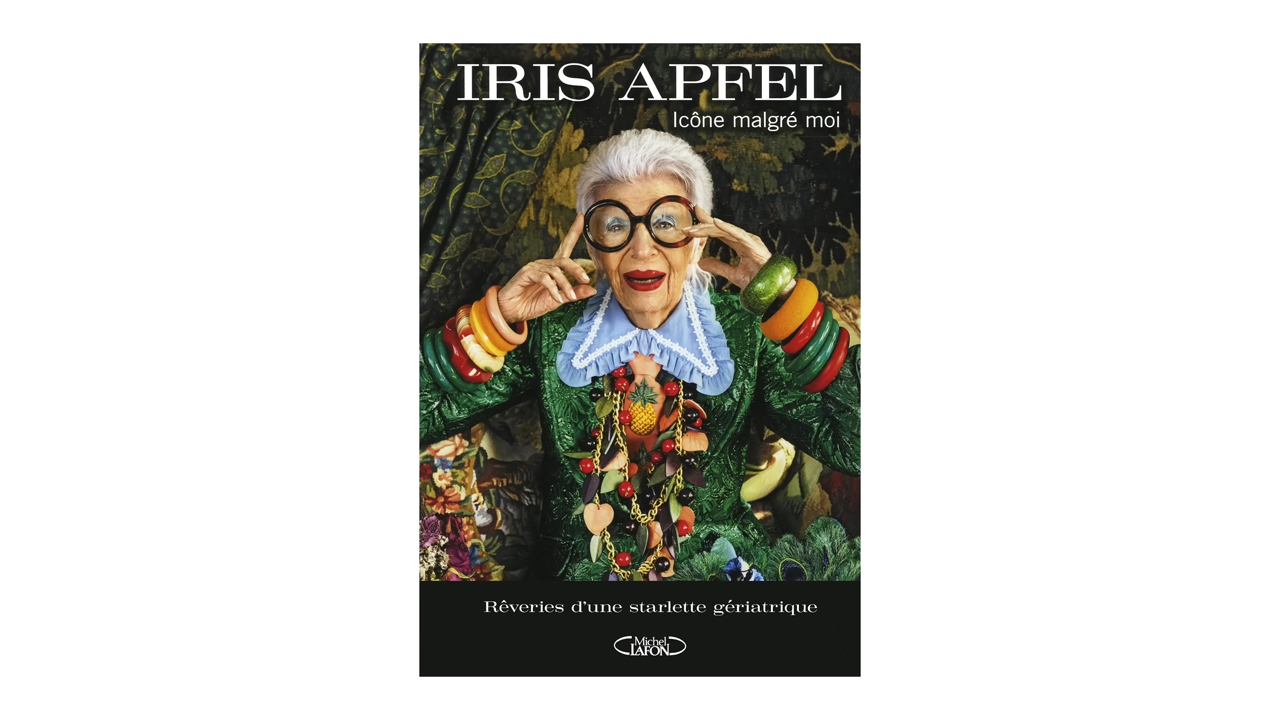 IRIS APFEL
Icône malgré moi
Rêveries d'une starlette gériatrique
Michel
LAFON